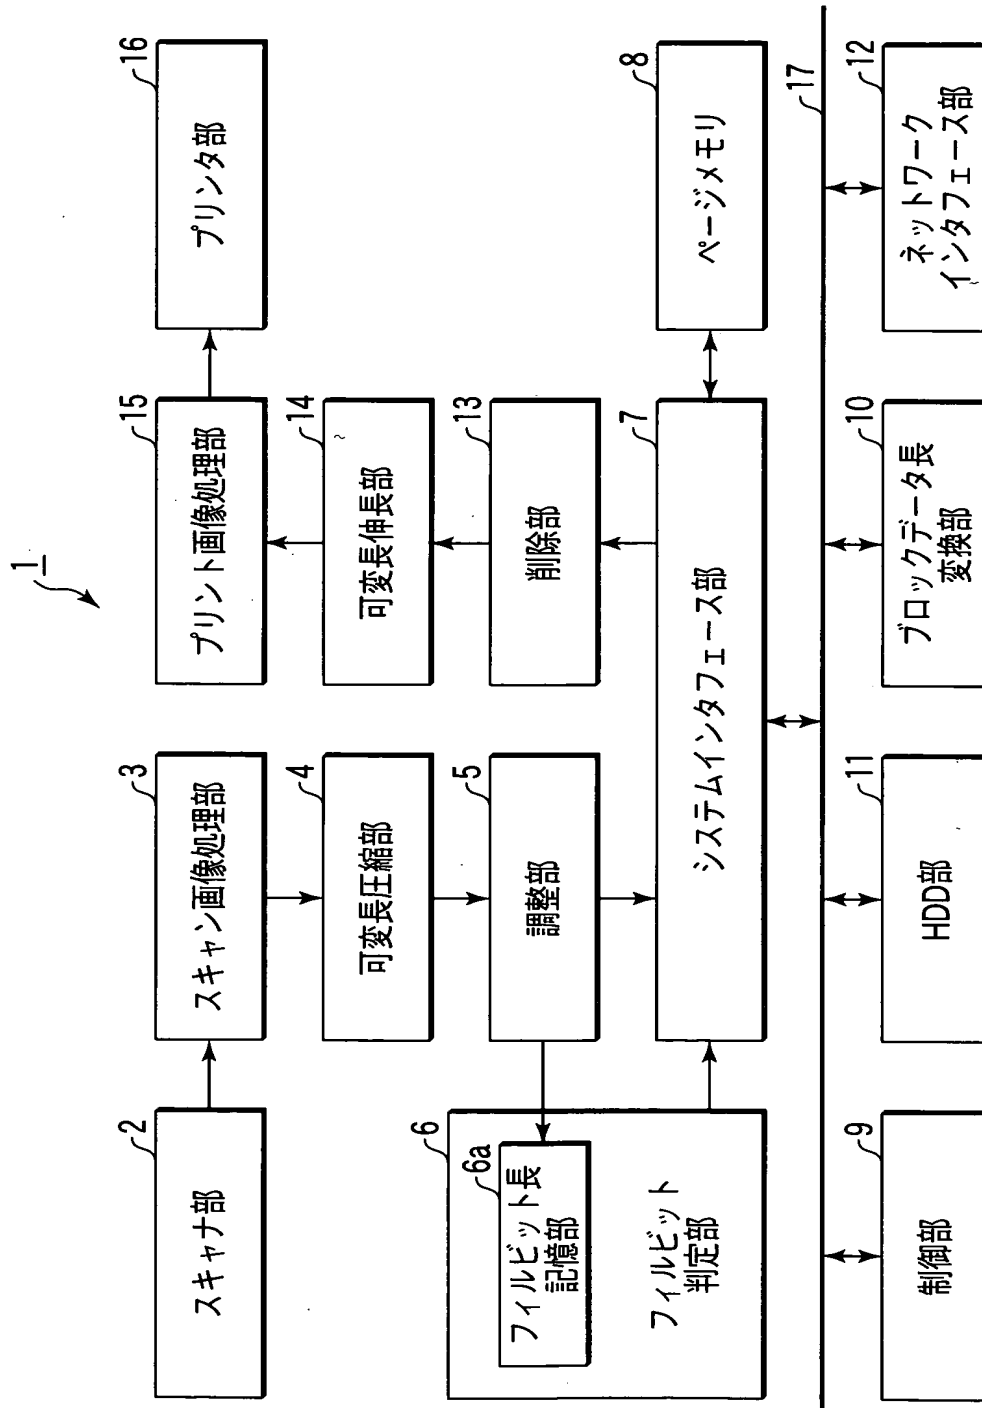 1
2
スキャナ部
3
スキャン画像処理部
15
プリント画像処理部
16
プリンタ部
4
可変長圧縮部
14
可変長伸長部
6
6a
フィルビット長
記憶部
フィルビット
判定部
5
調整部
13
削除部
7
システムインタフェース部
8
ページメモリ
17
9
制御部
11
HDD部
10
ブロックデータ長
変換部
12
ネットワーク
インタフェース部